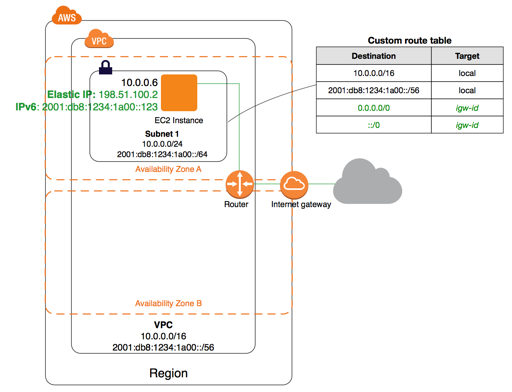 AWS
VPC
10.0.0.6
Elastic IP: 198.51.100.2
IPv6: 2001:db8:1234:1a00::123
EC2 Instance
Subnet 1
10.0.0.0/24
2001:db8:1234:1a00::/64
Availability Zone A
Router
Internet gateway
Availability Zone B
VPC
10.0.0.0/16
2001:db8:1234:1a00::/56
Region
Custom route table
Destination Target
10.0.0.0/16 local
2001:db8:1234:1a00::/56 local
0.0.0.0/0 igw-id
::/0 igw-id